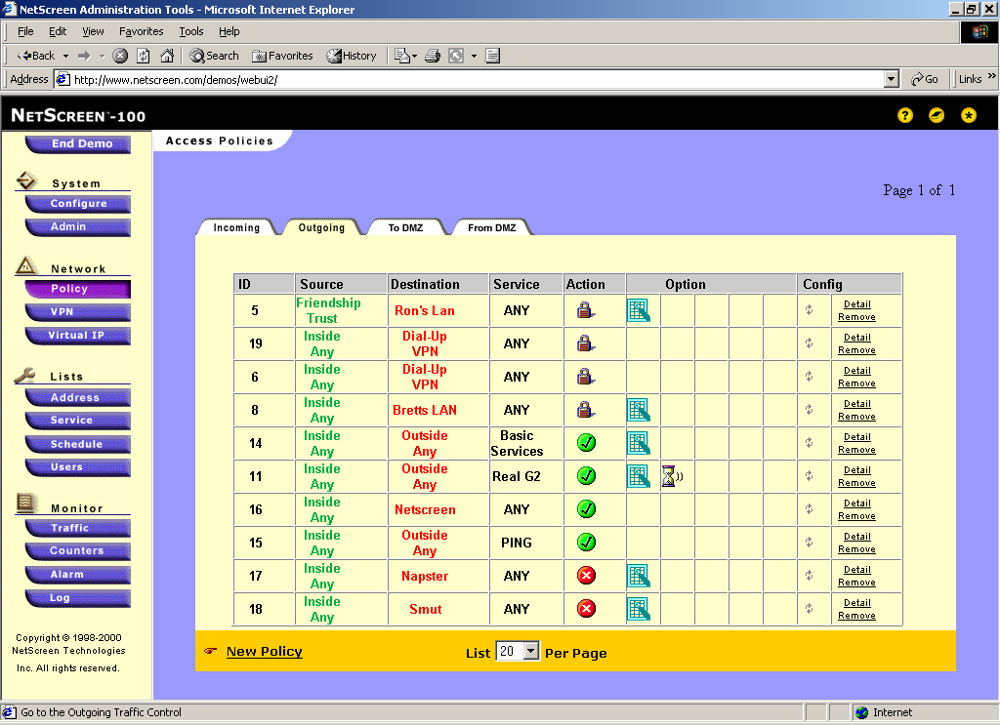 NetScreen Administration Tools - Microsoft Internet Explorer
File Edit View Favorites Tools Help
Back Search Favorites History
Address http://www.netscreen.com/demos/webui2/ Go Links »
NETSCREEN™-100 ?
End Demo
System
Configure
Admin
Network
Policy
VPN
Virtual IP
Lists
Address
Service
Schedule
Users
Monitor
Traffic
Counters
Alarm
Log
Copyright © 1998-2000
NetScreen Technologies
Inc. All rights reserved.
Access Policies
Page 1 of 1
Incoming Outgoing To DMZ From DMZ
ID Source Destination Service Action Option Config
5 Friendship Trust Ron's Lan ANY Detail Remove
19 Inside Any Dial-Up VPN ANY Detail Remove
6 Inside Any Dial-Up VPN ANY Detail Remove
8 Inside Any Bretts LAN ANY Detail Remove
14 Inside Any Outside Any Basic Services Detail Remove
11 Inside Any Outside Any Real G2 Detail Remove
16 Inside Any Netscreen ANY Detail Remove
15 Inside Any Outside Any PING Detail Remove
17 Inside Any Napster ANY Detail Remove
18 Inside Any Smut ANY Detail Remove
New Policy List 20 Per Page
Go to the Outgoing Traffic Control Internet